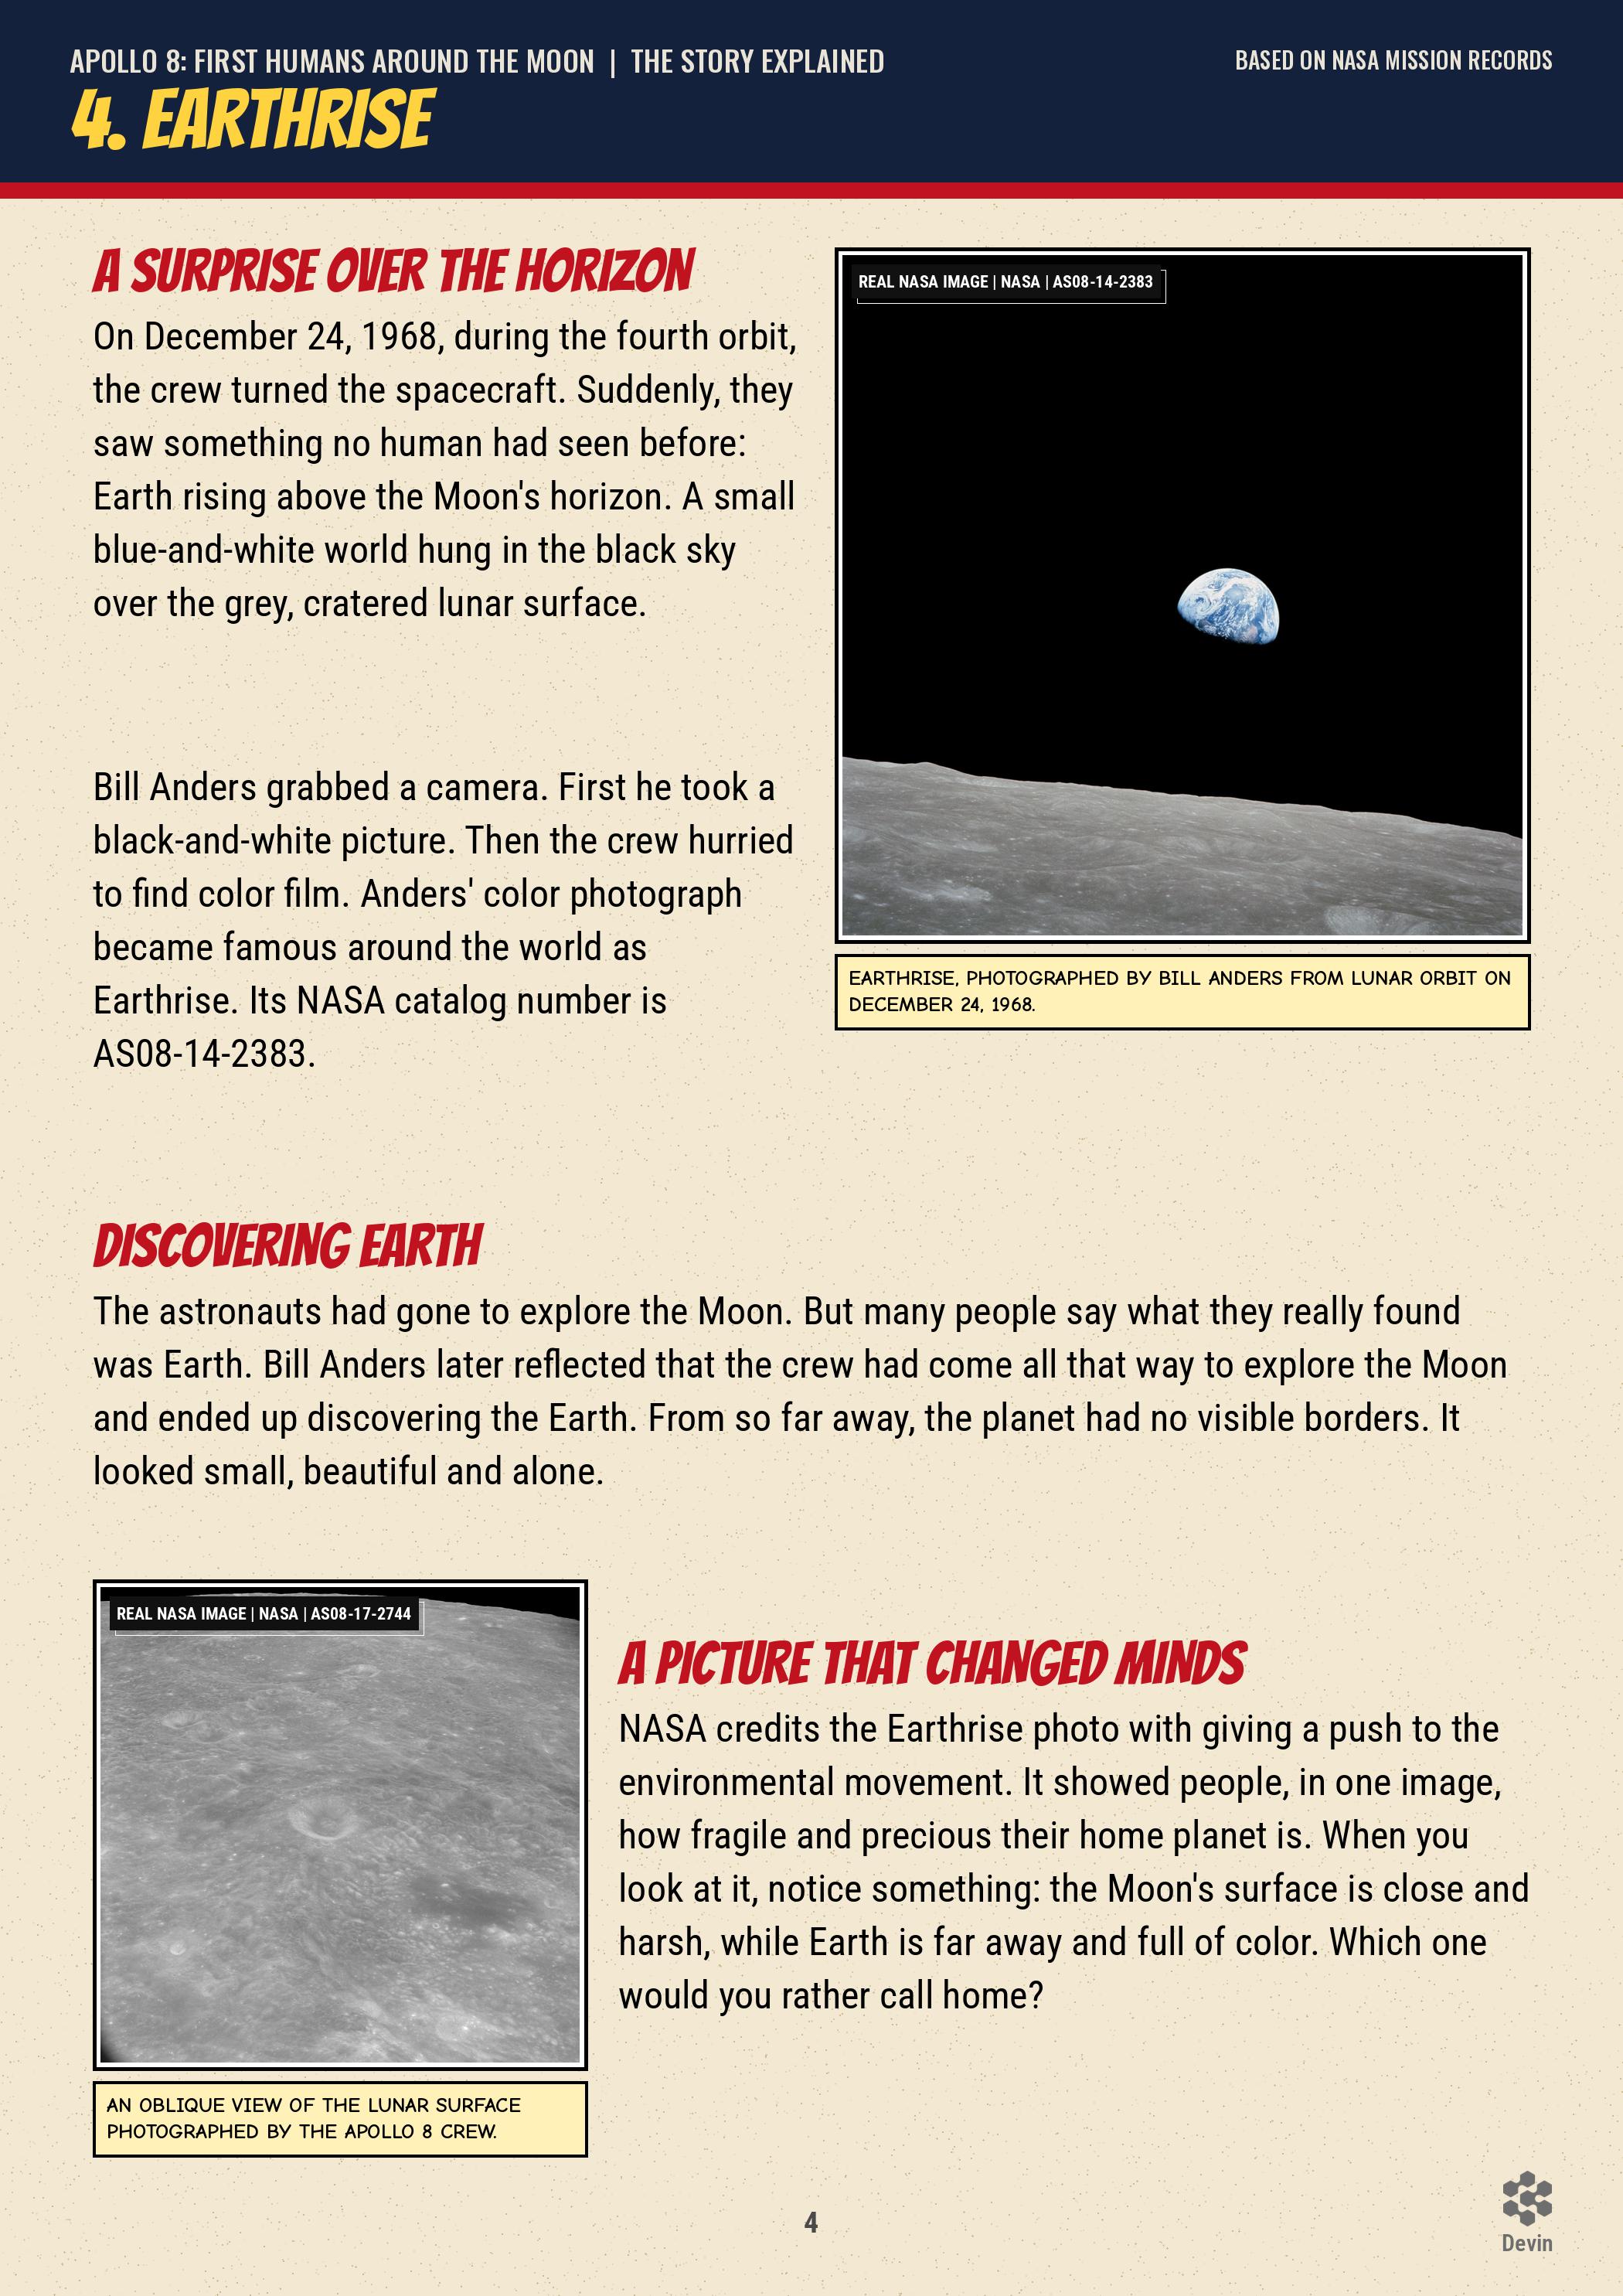 APOLLO 8: FIRST HUMANS AROUND THE MOON | THE STORY EXPLAINED
BASED ON NASA MISSION RECORDS
4. EARTHRISE
A SURPRISE OVER THE HORIZON
On December 24, 1968, during the fourth orbit,
the crew turned the spacecraft. Suddenly, they
saw something no human had seen before:
Earth rising above the Moon's horizon. A small
blue-and-white world hung in the black sky
over the grey, cratered lunar surface.
Bill Anders grabbed a camera. First he took a
black-and-white picture. Then the crew hurried
to find color film. Anders' color photograph
became famous around the world as
Earthrise. Its NASA catalog number is
AS08-14-2383.
REAL NASA IMAGE | NASA | AS08-14-2383
EARTHRISE, PHOTOGRAPHED BY BILL ANDERS FROM LUNAR ORBIT ON
DECEMBER 24, 1968.
DISCOVERING EARTH
The astronauts had gone to explore the Moon. But many people say what they really found
was Earth. Bill Anders later reflected that the crew had come all that way to explore the Moon
and ended up discovering the Earth. From so far away, the planet had no visible borders. It
looked small, beautiful and alone.
REAL NASA IMAGE | NASA | AS08-17-2744
AN OBLIQUE VIEW OF THE LUNAR SURFACE
PHOTOGRAPHED BY THE APOLLO 8 CREW.
A PICTURE THAT CHANGED MINDS
NASA credits the Earthrise photo with giving a push to the
environmental movement. It showed people, in one image,
how fragile and precious their home planet is. When you
look at it, notice something: the Moon's surface is close and
harsh, while Earth is far away and full of color. Which one
would you rather call home?
4
Devin